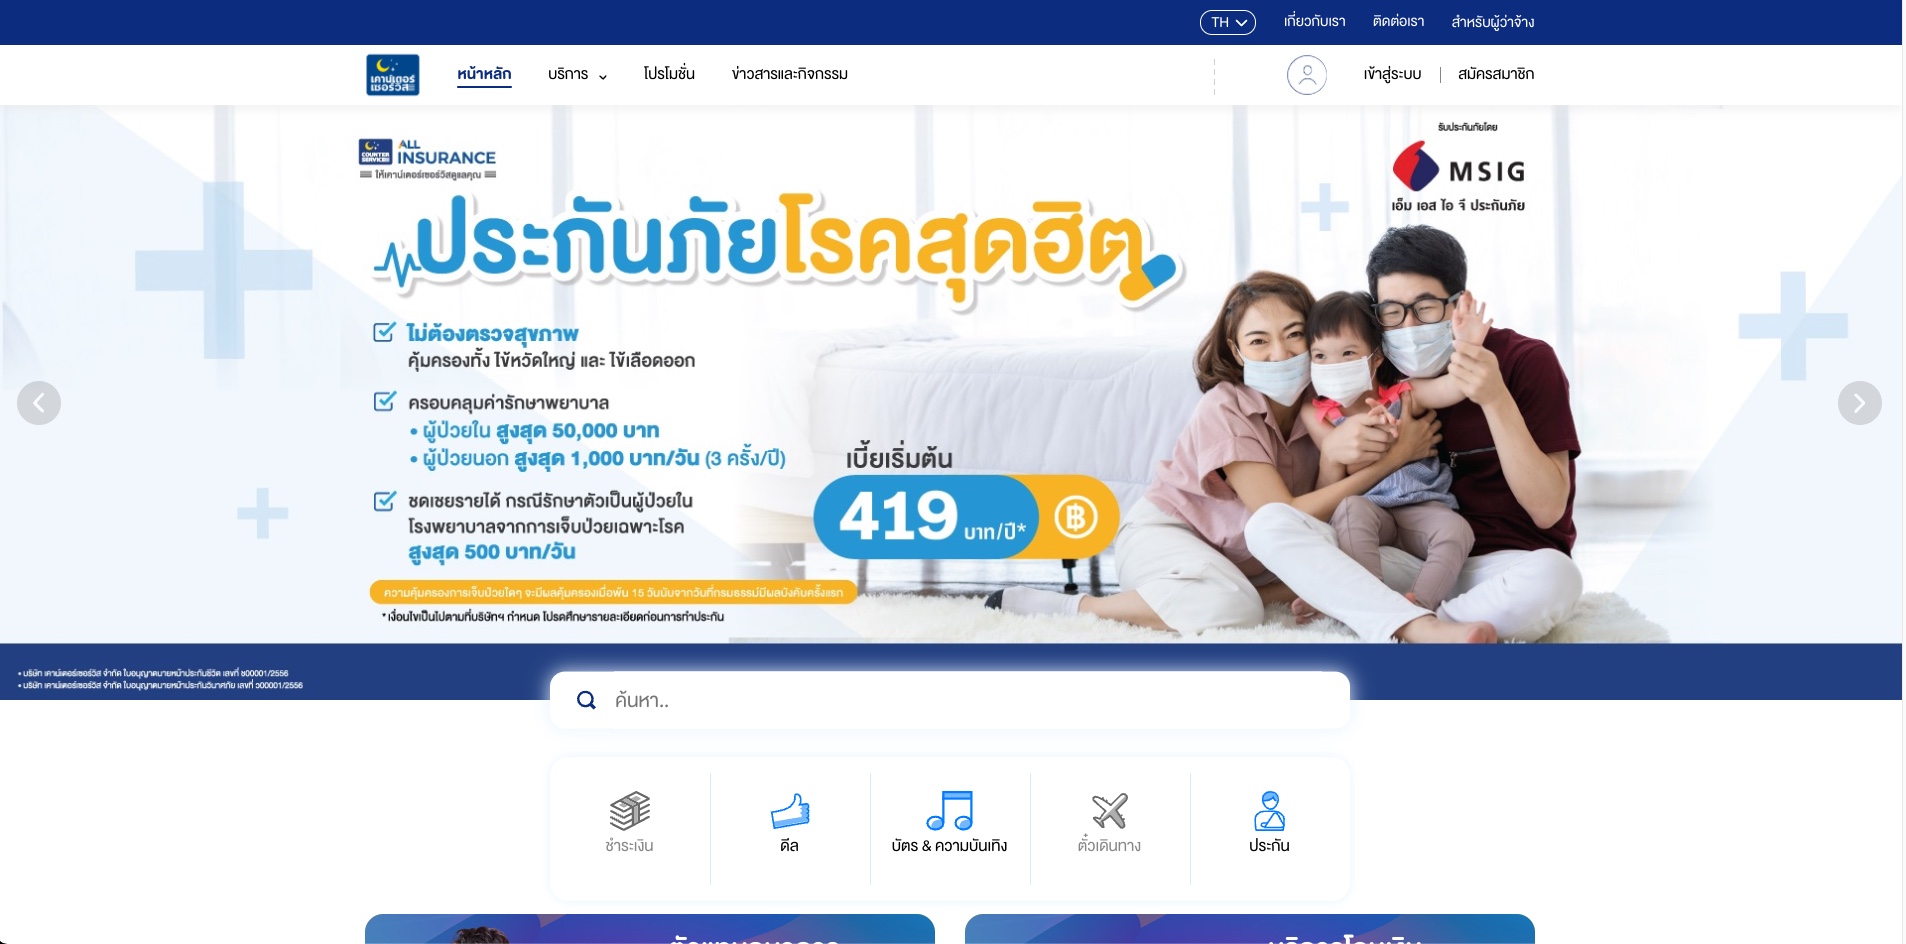 TH
เกี่ยวกับเรา
ติดต่อเรา
สำหรับผู้ว่าจ้าง
เคาน์เตอร์
เซอร์วิส
หน้าหลัก
บริการ
โปรโมชั่น
ข่าวสารและกิจกรรม
เข้าสู่ระบบ
สมัครสมาชิก
COUNTER SERVICE ALL INSURANCE
ให้เคาน์เตอร์เซอร์วิสดูแลคุณ
รับประกันภัยโดย
MSIG
เอ็ม เอส ไอ จี ประกันภัย
ประกันภัยโรคสุดฮิต
ไม่ต้องตรวจสุขภาพ
คุ้มครองทั้ง ไข้หวัดใหญ่ และ ไข้เลือดออก
ครอบคลุมค่ารักษาพยาบาล
• ผู้ป่วยใน สูงสุด 50,000 บาท
• ผู้ป่วยนอก สูงสุด 1,000 บาท/วัน (3 ครั้ง/ปี)
ชดเชยรายได้ กรณีรักษาตัวเป็นผู้ป่วยใน
โรงพยาบาลจากการเจ็บป่วยเฉพาะโรค
สูงสุด 500 บาท/วัน
เบี้ยเริ่มต้น
419 บาท/ปี*
ความคุ้มครองการเจ็บป่วยใดๆ จะมีผลคุ้มครองเมื่อพ้น 15 วันนับจากวันที่กรมธรรม์มีผลบังคับครั้งแรก
*เงื่อนไขเป็นไปตามที่บริษัทฯ กำหนด โปรดศึกษารายละเอียดก่อนการทำประกัน
• บริษัท เคาน์เตอร์เซอร์วิส จำกัด ใบอนุญาตนายหน้าประกันชีวิต เลขที่ ช00001/2556
• บริษัท เคาน์เตอร์เซอร์วิส จำกัด ใบอนุญาตนายหน้าประกันวินาศภัย เลขที่ ว00001/2556
ค้นหา..
ชำระเงิน
ดีล
บัตร & ความบันเทิง
ตั๋วเดินทาง
ประกัน